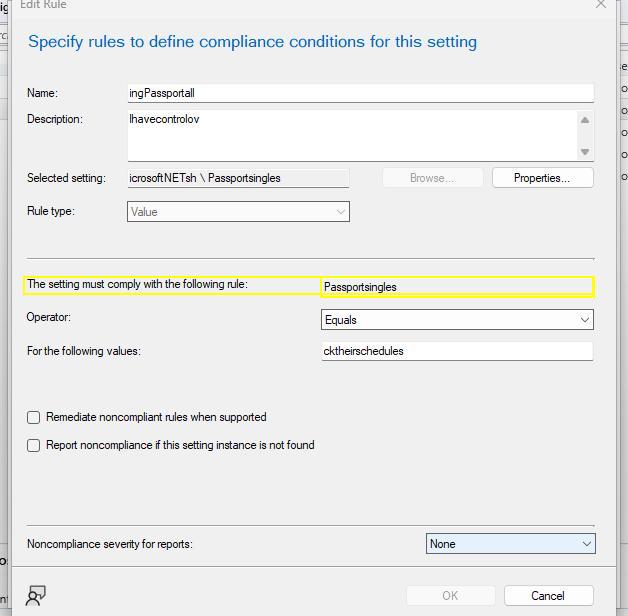 Edit Rule
Specify rules to define compliance conditions for this setting
Name: ingPassportall
Description: Ihavecontrolov
Selected setting: icrosoftNETsh \ Passportsingles Browse... Properties...
Rule type: Value
The setting must comply with the following rule: Passportsingles
Operator: Equals
For the following values: cktheirschedules
Remediate noncompliant rules when supported
Report noncompliance if this setting instance is not found
Noncompliance severity for reports: None
OK Cancel